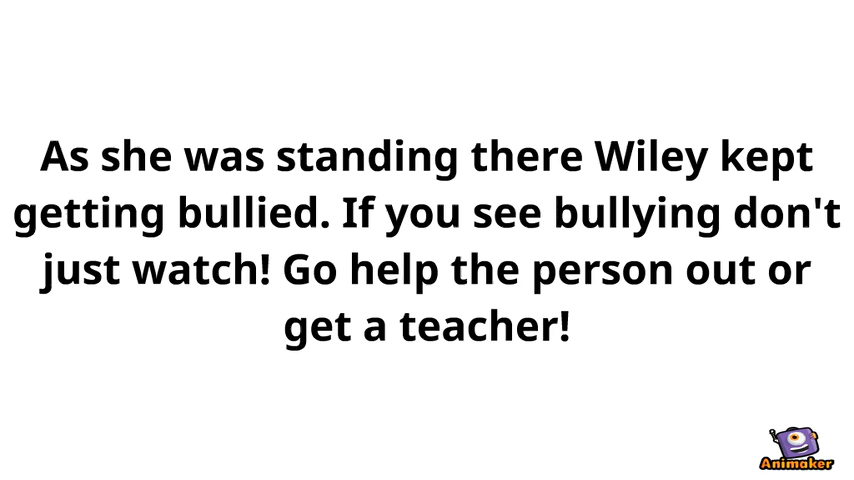 As she was standing there Wiley kept
getting bullied. If you see bullying don't
just watch! Go help the person out or
get a teacher!
Animaker